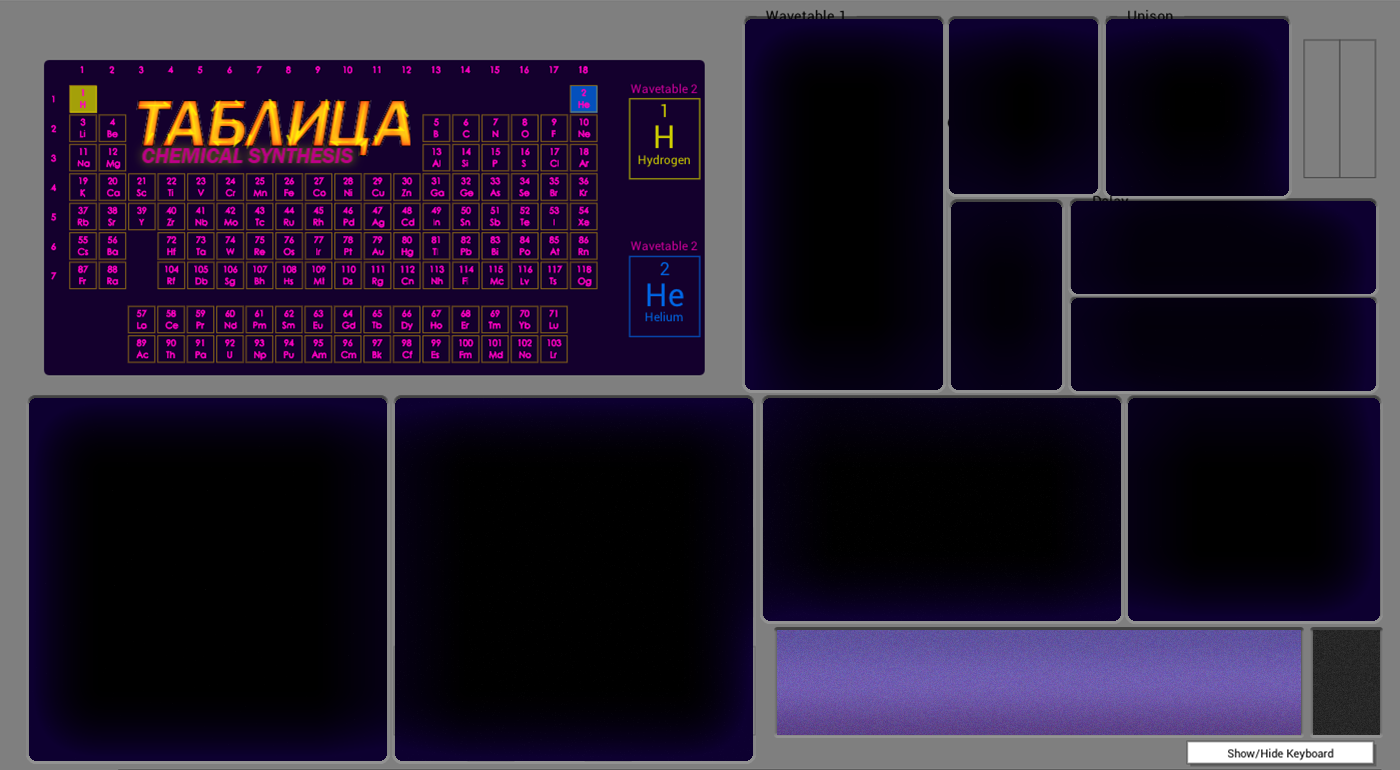 Wavetable 1
Unison
1 2 3 4 5 6 7 8 9 10 11 12 13 14 15 16 17 18
Wavetable 2
1
1 H
2 He
ТАБЛИЦА
CHEMICAL SYNTHESIS
1
H
Hydrogen
2
3 Li 4 Be 5 B 6 C 7 N 8 O 9 F 10 Ne
3
11 Na 12 Mg 13 Al 14 Si 15 P 16 S 17 Cl 18 Ar
4
19 K 20 Ca 21 Sc 22 Ti 23 V 24 Cr 25 Mn 26 Fe 27 Co 28 Ni 29 Cu 30 Zn 31 Ga 32 Ge 33 As 34 Se 35 Br 36 Kr
5
37 Rb 38 Sr 39 Y 40 Zr 41 Nb 42 Mo 43 Tc 44 Ru 45 Rh 46 Pd 47 Ag 48 Cd 49 In 50 Sn 51 Sb 52 Te 53 I 54 Xe
6
55 Cs 56 Ba 72 Hf 73 Ta 74 W 75 Re 76 Os 77 Ir 78 Pt 79 Au 80 Hg 81 Tl 82 Pb 83 Bi 84 Po 85 At 86 Rn
7
87 Fr 88 Ra 104 Rf 105 Db 106 Sg 107 Bh 108 Hs 109 Mt 110 Ds 111 Rg 112 Cn 113 Nh 114 Fl 115 Mc 116 Lv 117 Ts 118 Og
57 La 58 Ce 59 Pr 60 Nd 61 Pm 62 Sm 63 Eu 64 Gd 65 Tb 66 Dy 67 Ho 68 Er 69 Tm 70 Yb 71 Lu
89 Ac 90 Th 91 Pa 92 U 93 Np 94 Pu 95 Am 96 Cm 97 Bk 98 Cf 99 Es 100 Fm 101 Md 102 No 103 Lr
Wavetable 2
2
He
Helium
Delay
Show/Hide Keyboard